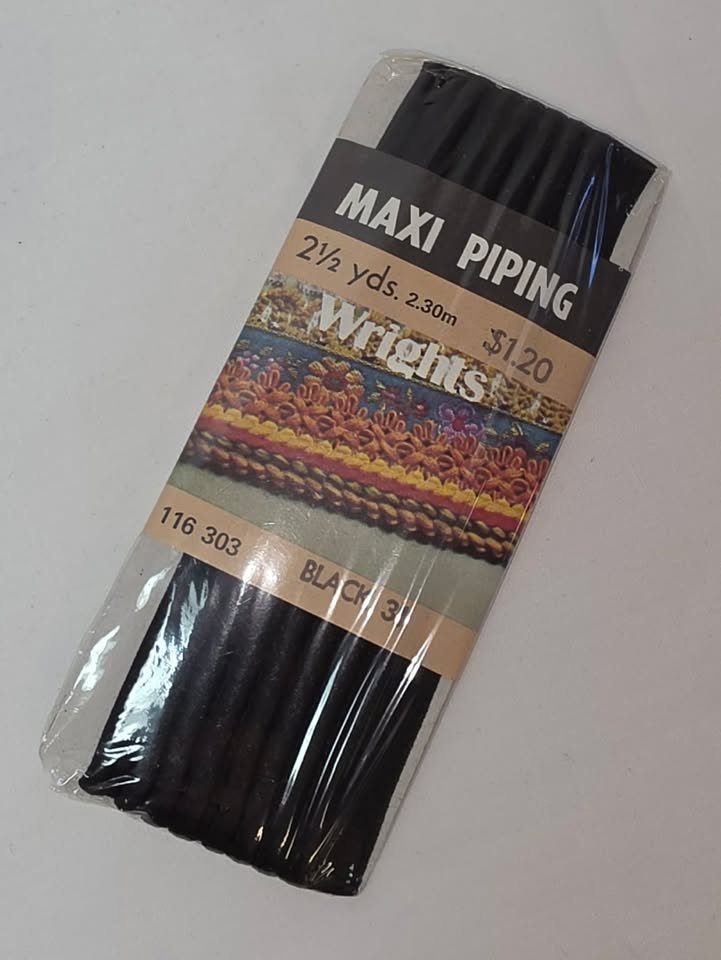 MAXI PIPING
2½ yds. 2.30m $1.20
Wrights
116 303 BLACK